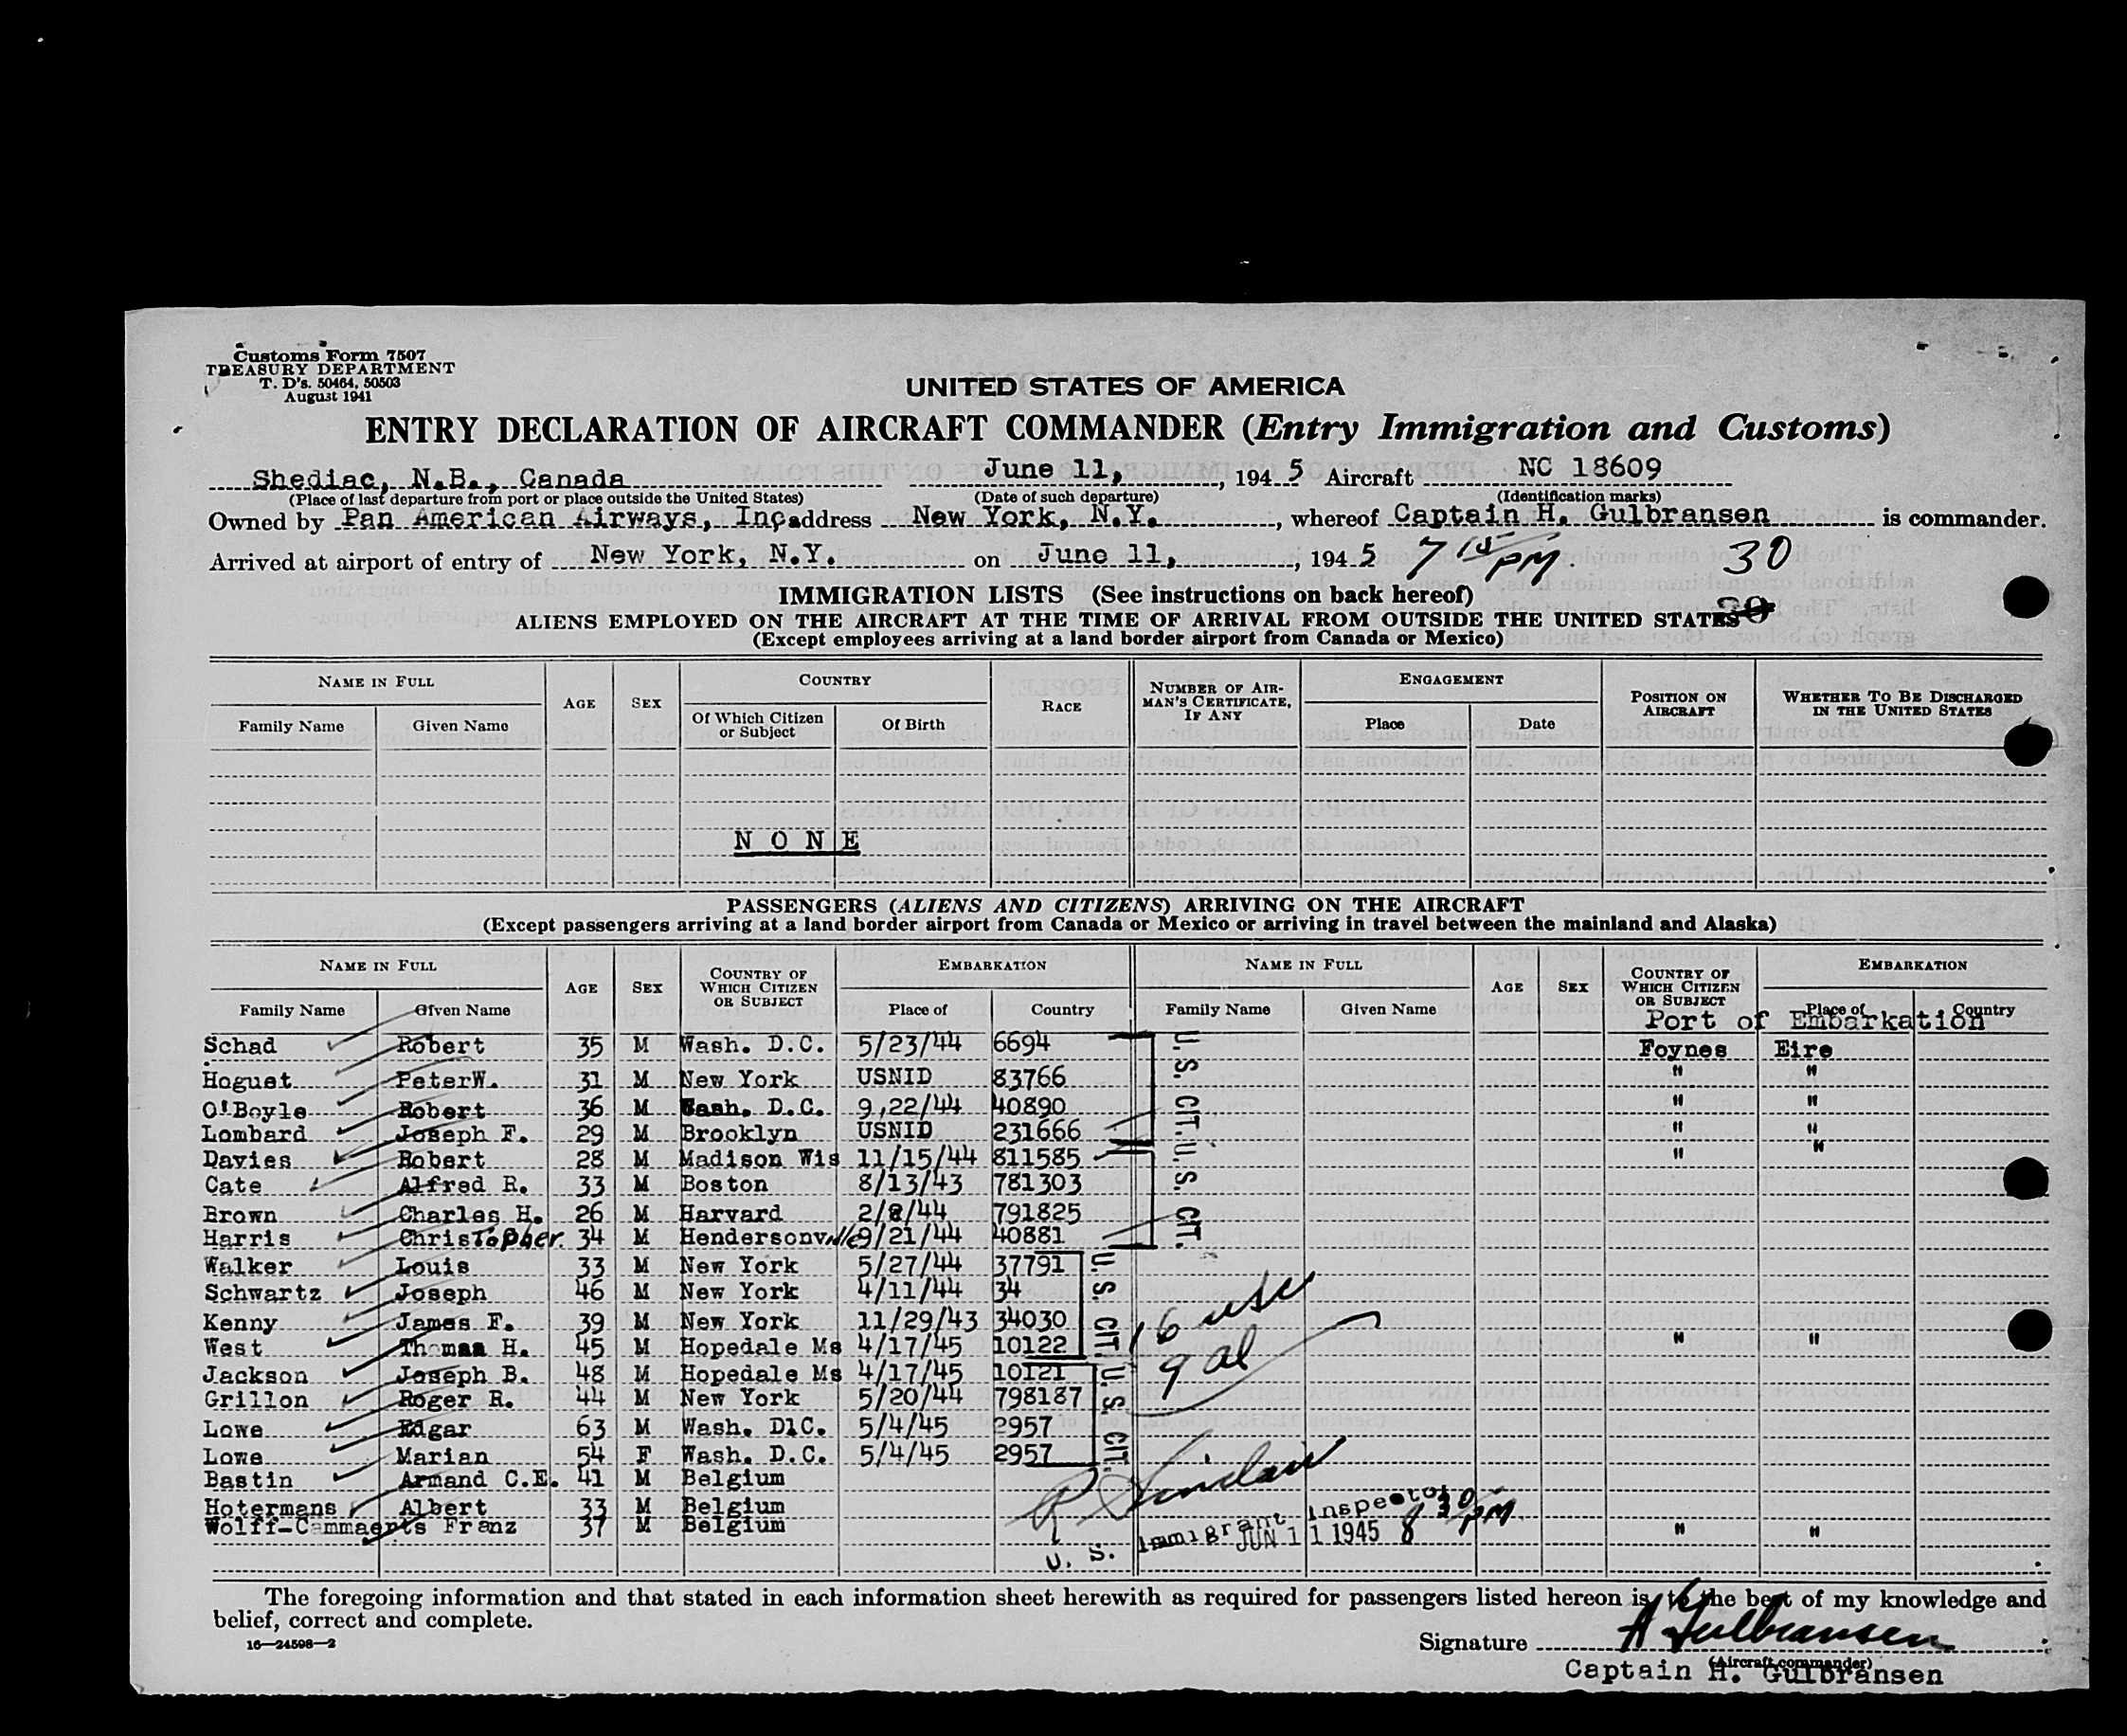 Customs Form 7507
TREASURY DEPARTMENT
T. D's. 50464, 50503
August 1941
UNITED STATES OF AMERICA
ENTRY DECLARATION OF AIRCRAFT COMMANDER (Entry Immigration and Customs)
Shediac, N.B., Canada June 11, 1945 Aircraft NC 18609
(Place of last departure from port or place outside the United States) (Date of such departure) (Identification marks)
Owned by Pan American Airways, Inc. address New York, N.Y. , whereof Captain H. Gulbransen is commander.
Arrived at airport of entry of New York, N.Y. on June 11, , 1945 7 15 PM. 30
IMMIGRATION LISTS (See instructions on back hereof)
ALIENS EMPLOYED ON THE AIRCRAFT AT THE TIME OF ARRIVAL FROM OUTSIDE THE UNITED STATES
(Except employees arriving at a land border airport from Canada or Mexico)
NAME IN FULL AGE SEX COUNTRY RACE NUMBER OF AIRMAN'S CERTIFICATE, IF ANY ENGAGEMENT POSITION ON AIRCRAFT WHETHER TO BE DISCHARGED IN THE UNITED STATES
Family Name Given Name Of Which Citizen or Subject Of Birth Place Date
N O N E
PASSENGERS (ALIENS AND CITIZENS) ARRIVING ON THE AIRCRAFT
(Except passengers arriving at a land border airport from Canada or Mexico or arriving in travel between the mainland and Alaska)
NAME IN FULL AGE SEX COUNTRY OF WHICH CITIZEN OR SUBJECT EMBARKATION NAME IN FULL AGE SEX COUNTRY OF WHICH CITIZEN OR SUBJECT EMBARKATION
Family Name Given Name Place of Country Family Name Given Name Place of Country
Port of Embarkation
Schad Robert 35 M Wash. D.C. 5/23/44 6694 U.S. CIT. Foynes Eire
Hoguet PeterW. 31 M New York USNID 83766 " "
O'Boyle Robert 36 M Wash. D.C. 9,22/44 40890 " "
Lombard Joseph F. 29 M Brooklyn USNID 231666 " "
Davies Robert 28 M Madison Wis 11/15/44 811585 U.S. CIT. " "
Cate Alfred R. 33 M Boston 8/13/43 781303
Brown Charles H. 26 M Harvard 2/8/44 791825
Harris Christopher. 34 M Hendersonville 9/21/44 40881
Walker Louis 33 M New York 5/27/44 37791 U.S. CIT.
Schwartz Joseph 46 M New York 4/11/44 34
Kenny James F. 39 M New York 11/29/43 34030 16 usc
West Thomas H. 45 M Hopedale Ms 4/17/45 10122 9 al " "
Jackson Joseph B. 48 M Hopedale Ms 4/17/45 10121 U.S. CIT.
Grillon Roger R. 44 M New York 5/20/44 798187
Lowe Edgar 63 M Wash. D1C. 5/4/45 2957
Lowe Marian 54 F Wash. D.C. 5/4/45 2957
Bastin Armand C.E. 41 M Belgium
Hotermans Albert 33 M Belgium
Wolff-Cammaerts Franz 37 M Belgium " "
R Sinclair
U. S. Immigrant Inspector
JUN 11 1945 8 30 PM
The foregoing information and that stated in each information sheet herewith as required for passengers listed hereon is, to the best of my knowledge and
belief, correct and complete.
16—24598—2
Signature H Gulbransen
(Aircraft commander)
Captain H. Gulbransen